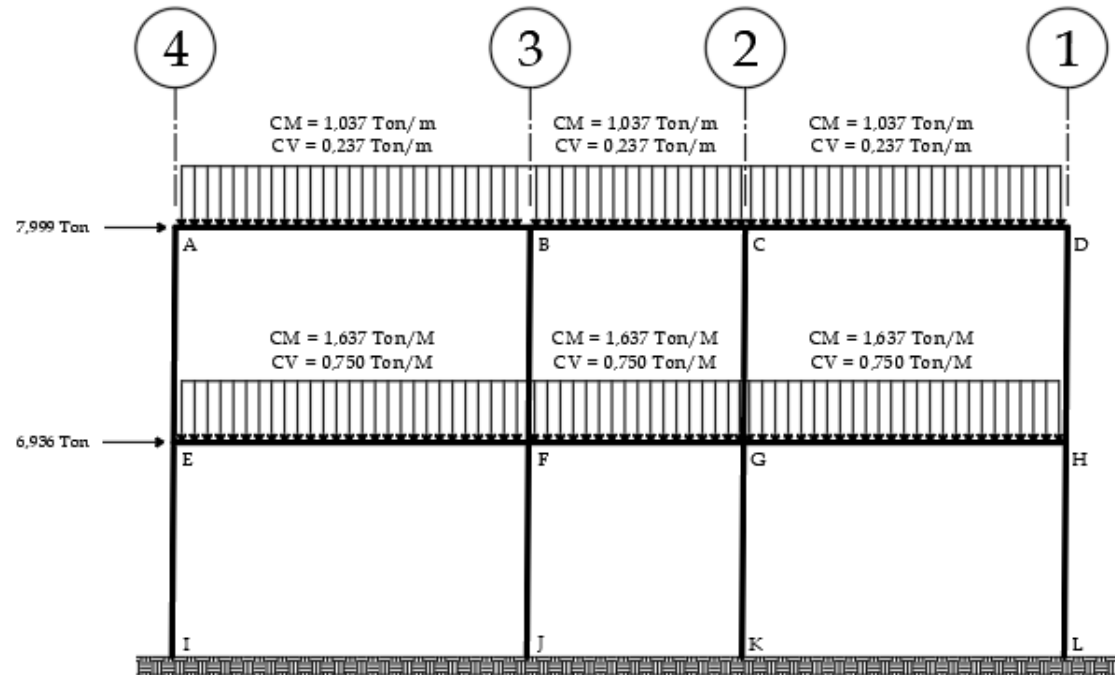 4 3 2 1
CM = 1,037 Ton/m CM = 1,037 Ton/m CM = 1,037 Ton/m
CV = 0,237 Ton/m CV = 0,237 Ton/m CV = 0,237 Ton/m
7,999 Ton
A B C D
CM = 1,637 Ton/M CM = 1,637 Ton/M CM = 1,637 Ton/M
CV = 0,750 Ton/M CV = 0,750 Ton/M CV = 0,750 Ton/M
6,936 Ton
E F G H
I J K L